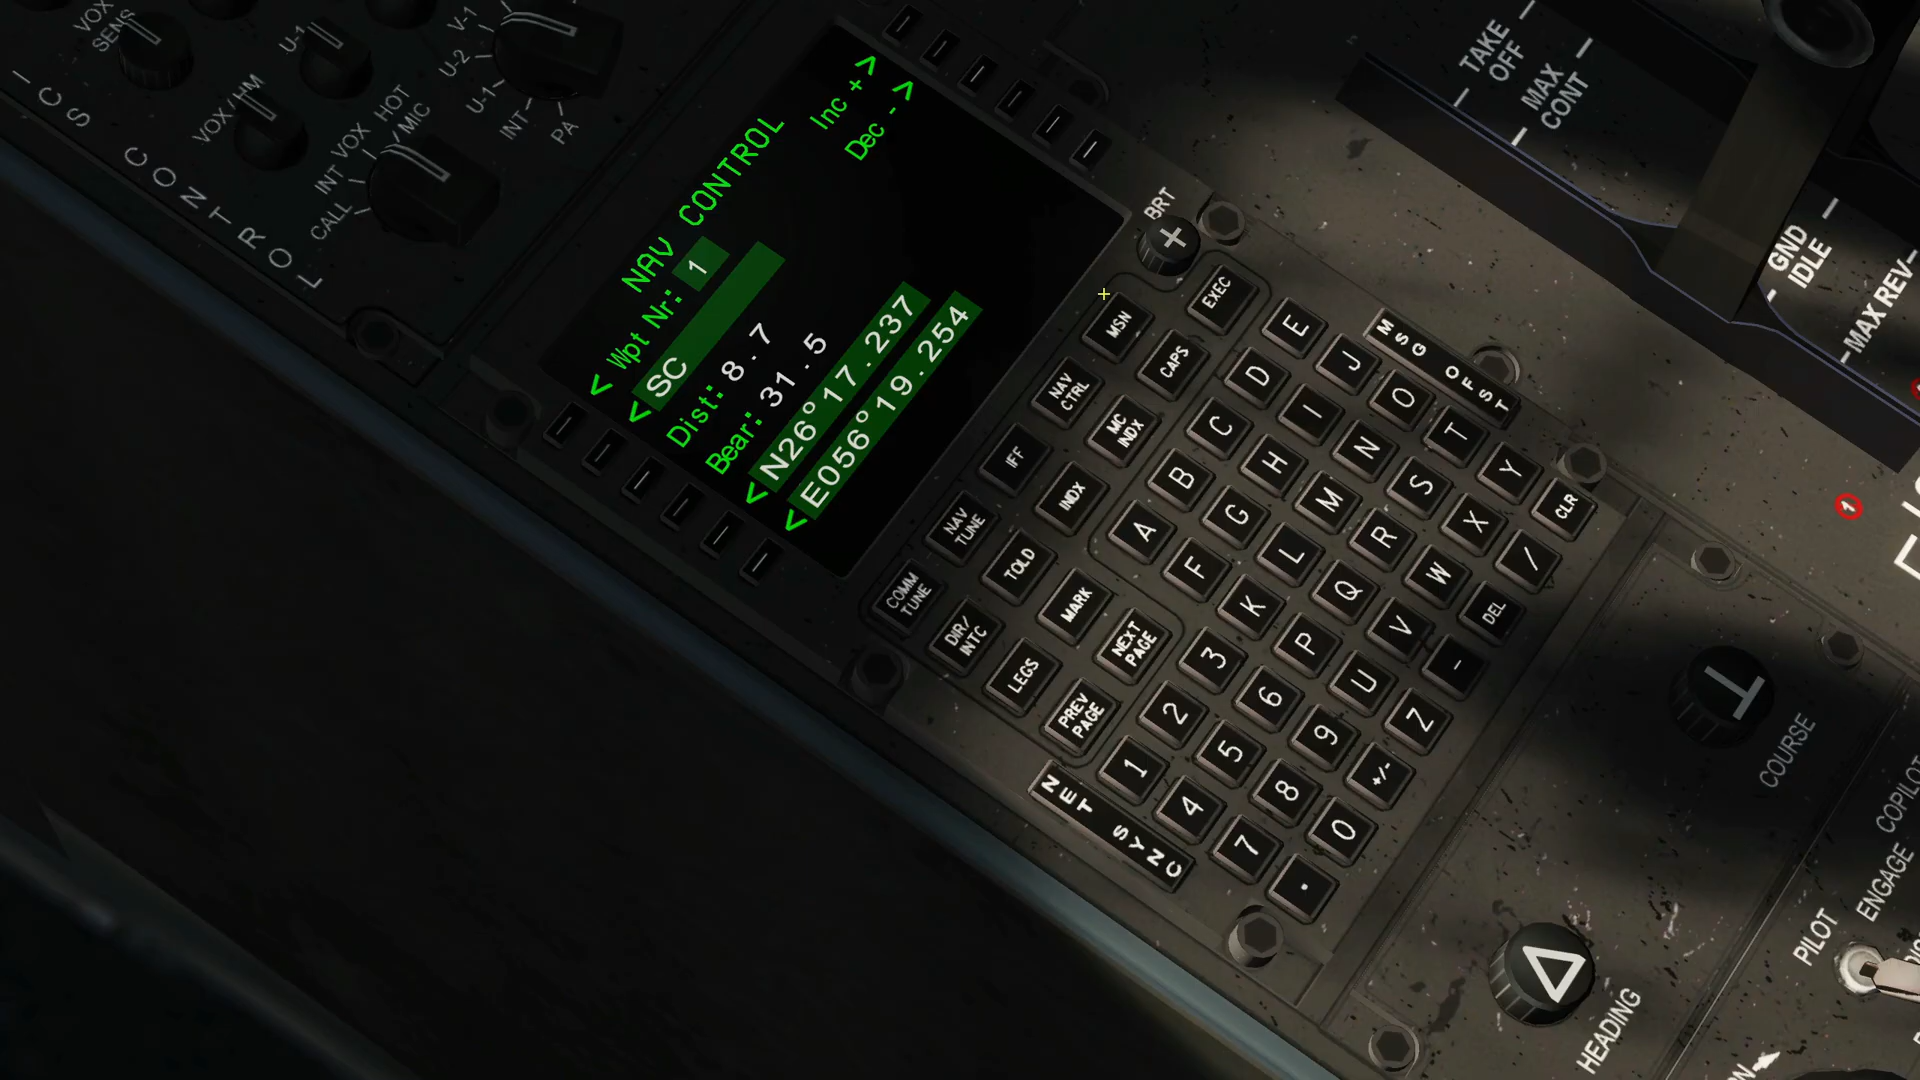 VOX
SENS
U-1
VOX/HM
ICS CONTROL
V-1
U-2
U-1
INT
PA
HOT
/MIC
VOX
INT
CALL
NAV CONTROL
Inc + >
Dec - >
< Wpt Nr: 1
< SC
Dist: 8.7
Bear: 31.5
< N26°17.237
< E056°19.254
BRT
MSN
EXEC
NAV
CTRL
CAPS
IFF
MC
INDX
NAV
TUNE
INDX
COMM
TUNE
TOLD
DIR/
INTC
MARK
LEGS
NEXT
PAGE
PREV
PAGE
MSG OFST
A B C D E
F G H I J
K L M N O
P Q R S T
U V W X Y
Z - DEL / CLR
1 2 3
4 5 6
7 8 9
. 0 +/-
NET SYNC
TAKE
OFF
MAX
CONT
GND
IDLE
MAX REV
1
COURSE
HEADING
COPILOT
ENGAGE
PILOT